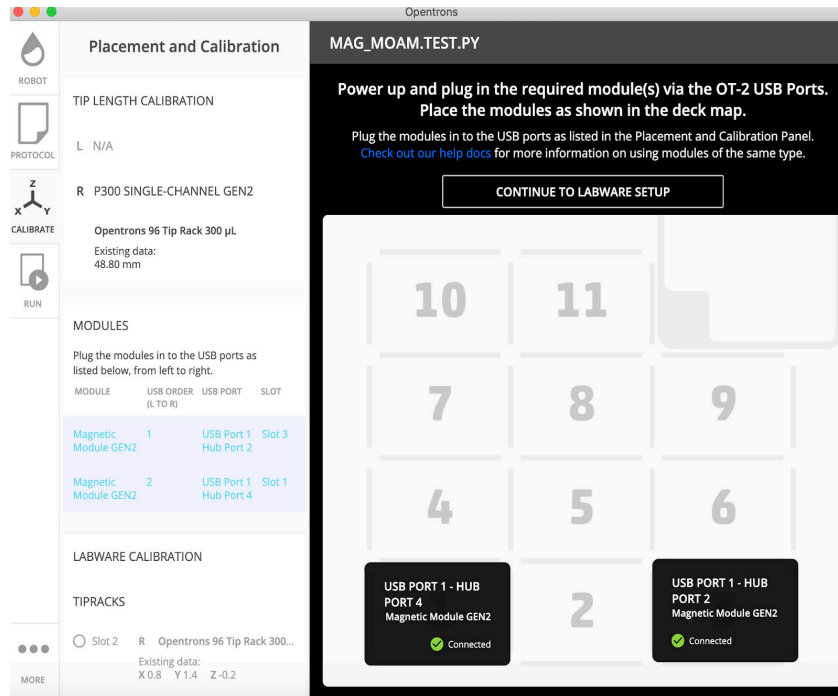 Opentrons
ROBOT
PROTOCOL
Z
X Y
CALIBRATE
RUN
MORE
Placement and Calibration
TIP LENGTH CALIBRATION
L N/A
R P300 SINGLE-CHANNEL GEN2
Opentrons 96 Tip Rack 300 µL
Existing data:
48.80 mm
MODULES
Plug the modules in to the USB ports as
listed below, from left to right.
MODULE USB ORDER USB PORT SLOT
(L TO R)
Magnetic 1 USB Port 1 Slot 3
Module GEN2 Hub Port 2
Magnetic 2 USB Port 1 Slot 1
Module GEN2 Hub Port 4
LABWARE CALIBRATION
TIPRACKS
Slot 2 R Opentrons 96 Tip Rack 300...
Existing data:
X 0.8 Y 1.4 Z -0.2
MAG_MOAM.TEST.PY
Power up and plug in the required module(s) via the OT-2 USB Ports.
Place the modules as shown in the deck map.
Plug the modules in to the USB ports as listed in the Placement and Calibration Panel.
Check out our help docs for more information on using modules of the same type.
CONTINUE TO LABWARE SETUP
10 11
7 8 9
4 5 6
USB PORT 1 - HUB
PORT 4
Magnetic Module GEN2
Connected
2
USB PORT 1 - HUB
PORT 2
Magnetic Module GEN2
Connected